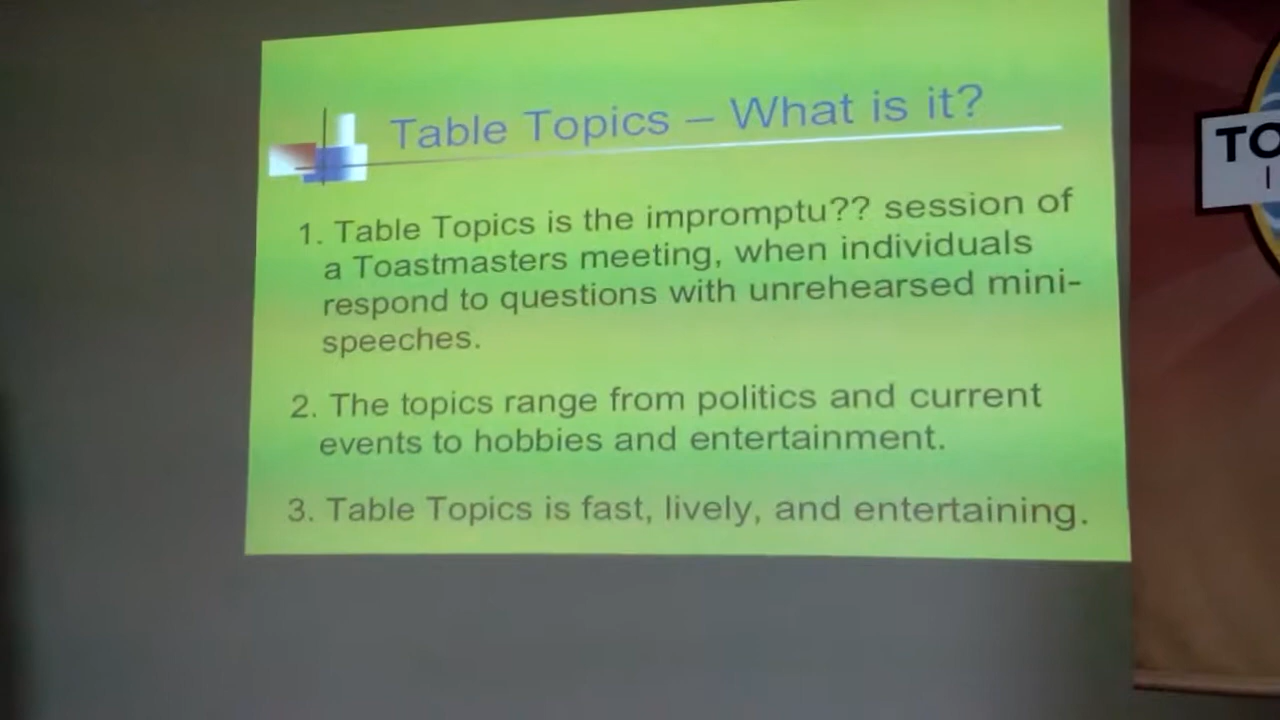 Table Topics – What is it?
1. Table Topics is the impromptu?? session of
a Toastmasters meeting, when individuals
respond to questions with unrehearsed mini-
speeches.
2. The topics range from politics and current
events to hobbies and entertainment.
3. Table Topics is fast, lively, and entertaining.
TO
I